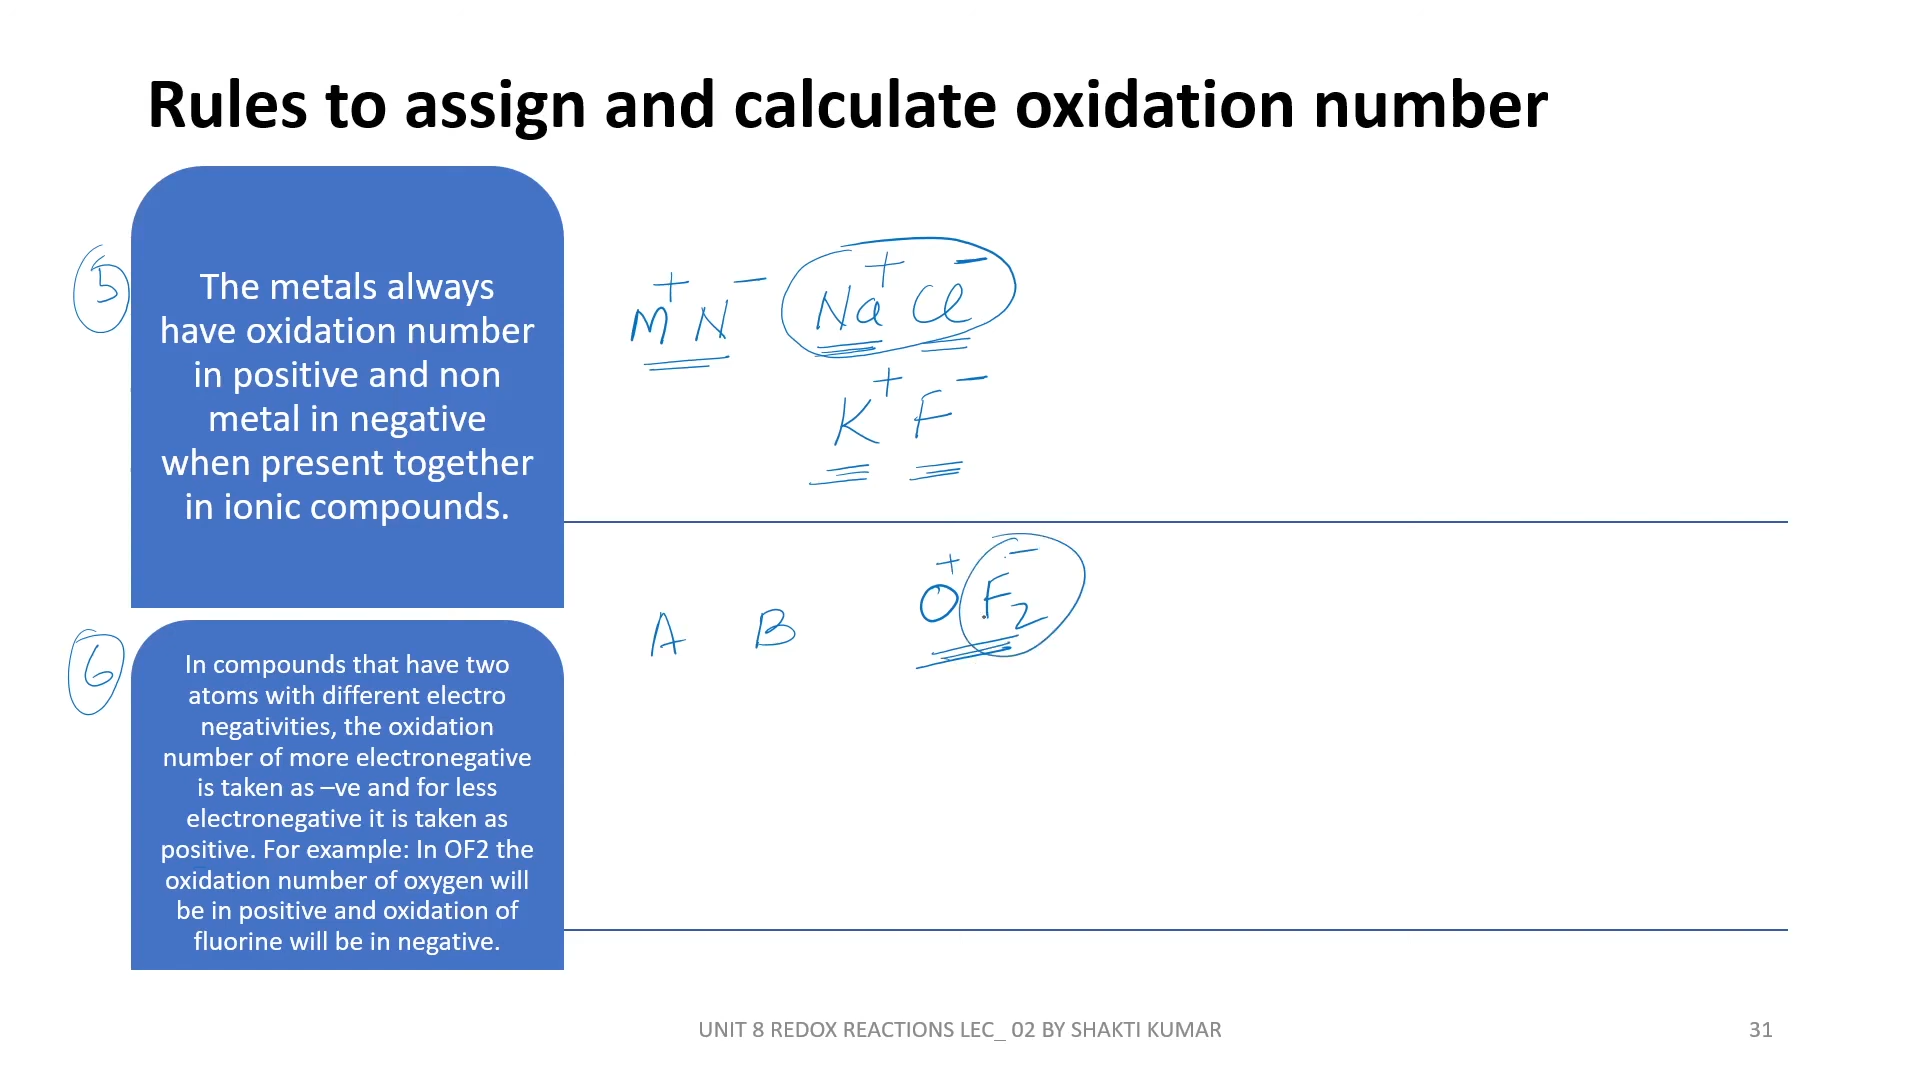 Rules to assign and calculate oxidation number
5
The metals always
have oxidation number
in positive and non
metal in negative
when present together
in ionic compounds.
M⁺ N⁻ Na⁺ Cl⁻
K⁺ F⁻
6
In compounds that have two
atoms with different electro
negativities, the oxidation
number of more electronegative
is taken as –ve and for less
electronegative it is taken as
positive. For example: In OF2 the
oxidation number of oxygen will
be in positive and oxidation of
fluorine will be in negative.
A B O⁺ F₂⁻
UNIT 8 REDOX REACTIONS LEC_ 02 BY SHAKTI KUMAR
31